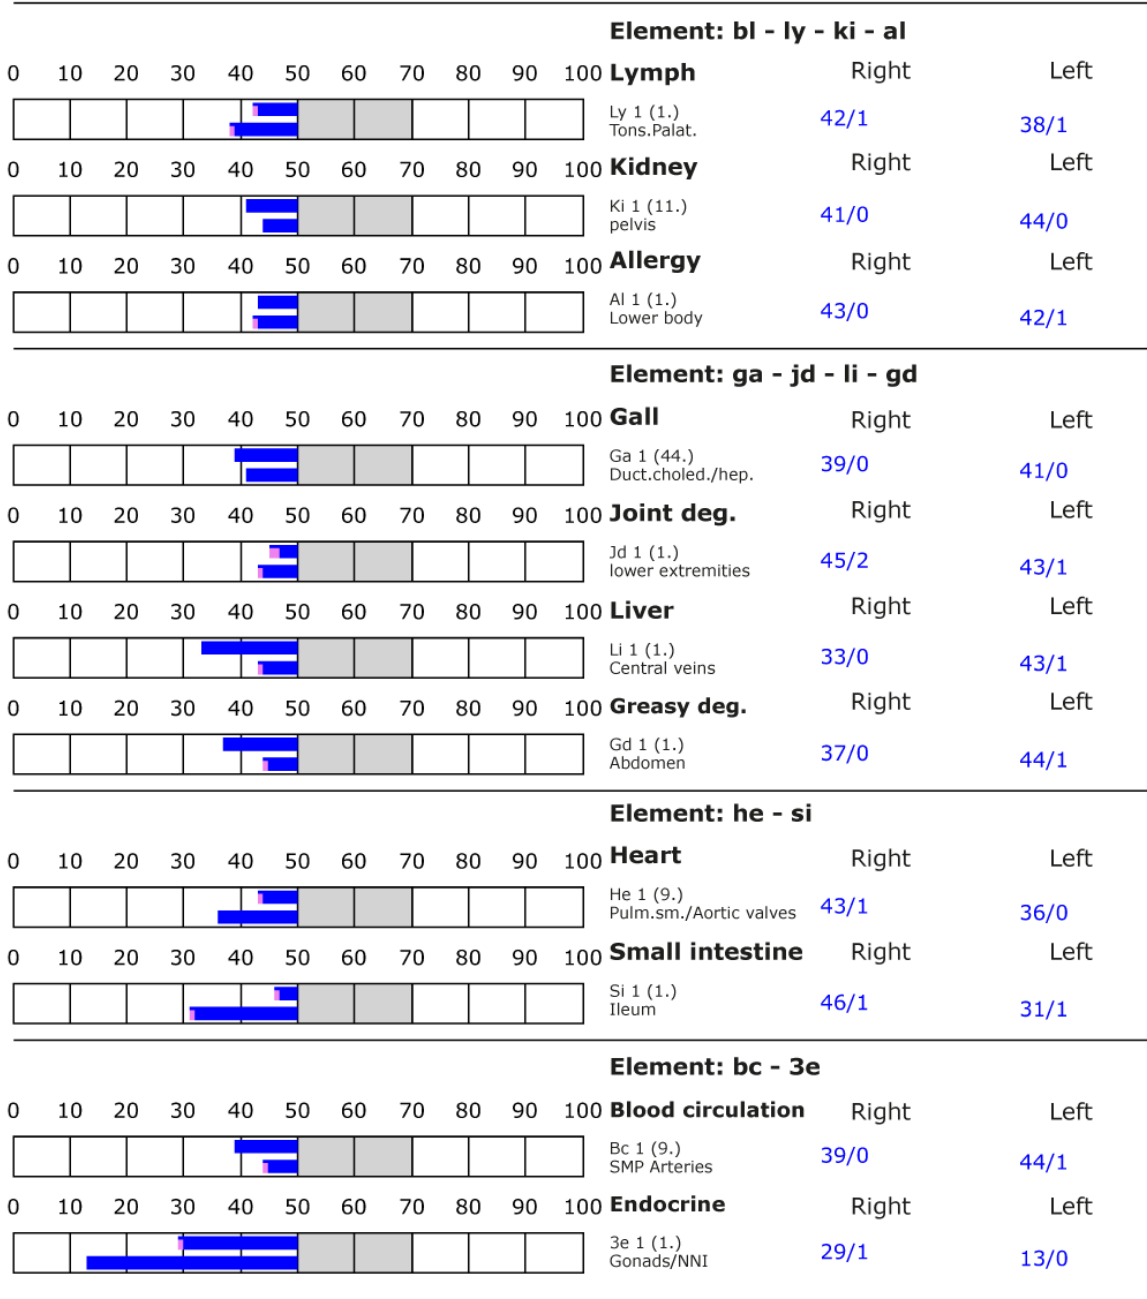 Element: bl - ly - ki - al
0 10 20 30 40 50 60 70 80 90 100 Lymph Right Left
Ly 1 (1.) 42/1 38/1
Tons.Palat.
0 10 20 30 40 50 60 70 80 90 100 Kidney Right Left
Ki 1 (11.) 41/0 44/0
pelvis
0 10 20 30 40 50 60 70 80 90 100 Allergy Right Left
Al 1 (1.) 43/0 42/1
Lower body
Element: ga - jd - li - gd
0 10 20 30 40 50 60 70 80 90 100 Gall Right Left
Ga 1 (44.) 39/0 41/0
Duct.choled./hep.
0 10 20 30 40 50 60 70 80 90 100 Joint deg. Right Left
Jd 1 (1.) 45/2 43/1
lower extremities
0 10 20 30 40 50 60 70 80 90 100 Liver Right Left
Li 1 (1.) 33/0 43/1
Central veins
0 10 20 30 40 50 60 70 80 90 100 Greasy deg. Right Left
Gd 1 (1.) 37/0 44/1
Abdomen
Element: he - si
0 10 20 30 40 50 60 70 80 90 100 Heart Right Left
He 1 (9.) 43/1 36/0
Pulm.sm./Aortic valves
0 10 20 30 40 50 60 70 80 90 100 Small intestine Right Left
Si 1 (1.) 46/1 31/1
Ileum
Element: bc - 3e
0 10 20 30 40 50 60 70 80 90 100 Blood circulation Right Left
Bc 1 (9.) 39/0 44/1
SMP Arteries
0 10 20 30 40 50 60 70 80 90 100 Endocrine Right Left
3e 1 (1.) 29/1 13/0
Gonads/NNI